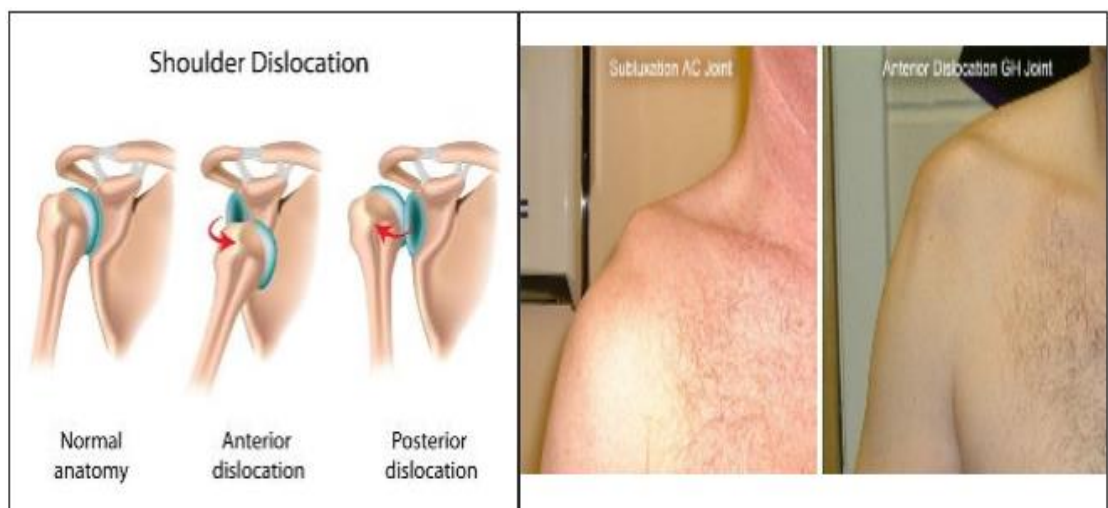 Shoulder Dislocation
Normal
anatomy
Anterior
dislocation
Posterior
dislocation
Subluxation AC Joint
Anterior Dislocation GH Joint